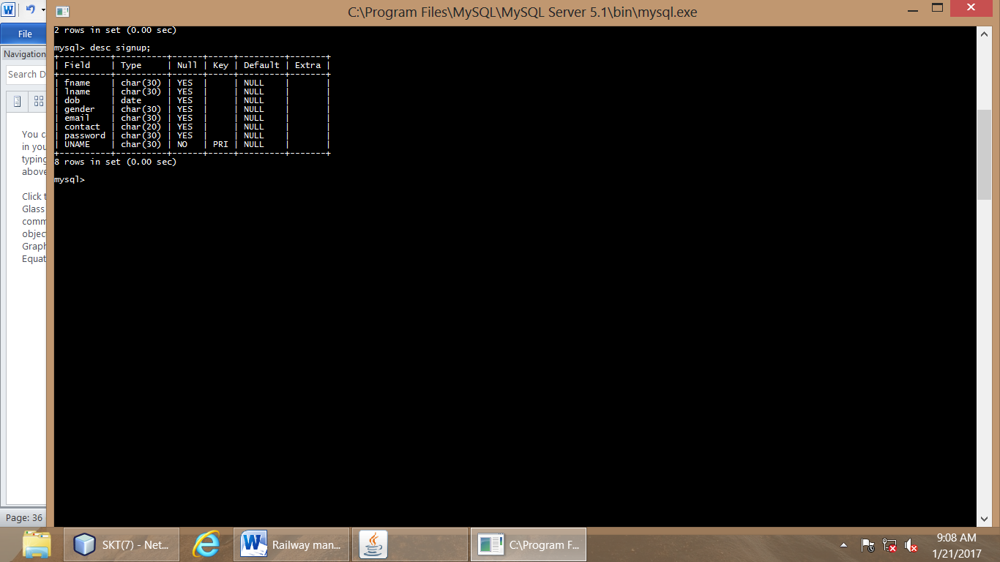 C:\Program Files\MySQL\MySQL Server 5.1\bin\mysql.exe
File
Navigation
Search D
You c
in you
typing
above
Click t
Glass
comm
objec
Graph
Equat
Page: 36
2 rows in set (0.00 sec)
mysql> desc signup;
+----------+----------+------+-----+---------+-------+
| Field    | Type     | Null | Key | Default | Extra |
+----------+----------+------+-----+---------+-------+
| fname    | char(30) | YES  |     | NULL    |       |
| lname    | char(30) | YES  |     | NULL    |       |
| dob      | date     | YES  |     | NULL    |       |
| gender   | char(30) | YES  |     | NULL    |       |
| email    | char(30) | YES  |     | NULL    |       |
| contact  | char(20) | YES  |     | NULL    |       |
| password | char(30) | YES  |     | NULL    |       |
| UNAME    | char(30) | NO   | PRI | NULL    |       |
+----------+----------+------+-----+---------+-------+
8 rows in set (0.00 sec)
mysql>
SKT(7) - Net...
Railway man...
C:\Program F...
9:08 AM
1/21/2017